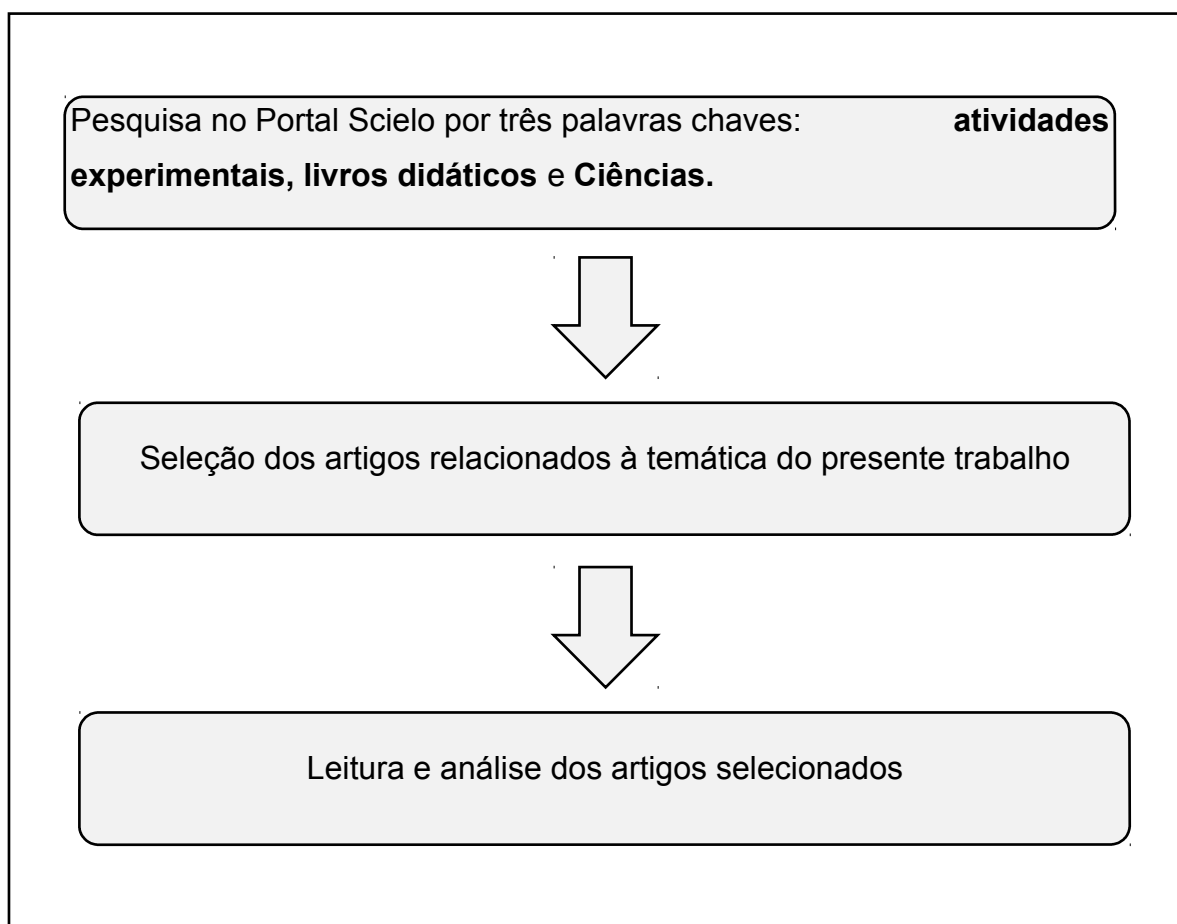 Pesquisa no Portal Scielo por três palavras chaves: atividades
experimentais, livros didáticos e Ciências.
Seleção dos artigos relacionados à temática do presente trabalho
Leitura e análise dos artigos selecionados